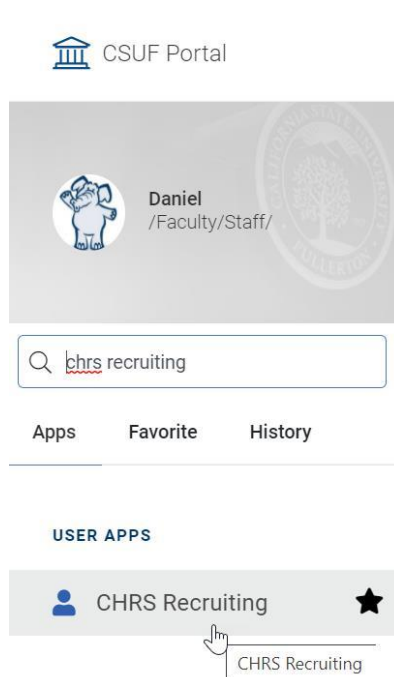 CSUF Portal
Daniel
/Faculty/Staff/
chrs recruiting
Apps Favorite History
USER APPS
CHRS Recruiting
CHRS Recruiting